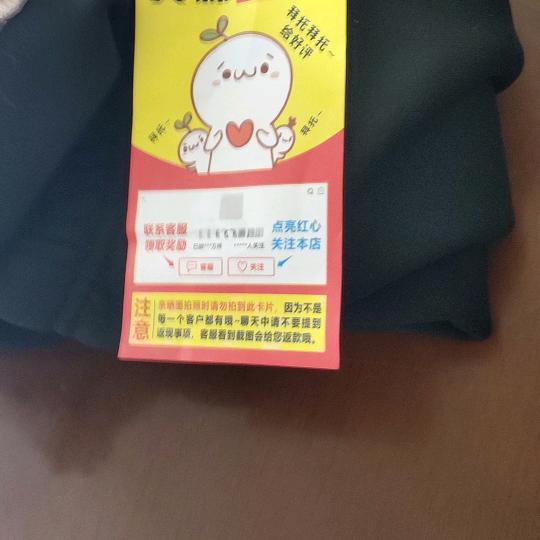 拜托拜托~
给好评
拜托~
拜托~
联系客服
领取奖励
点亮红心
关注本店
人关注
客服
关注
注意
亲晒图拍照时请勿拍到此卡片,因为不是
每一个客户都有哦~聊天中请不要提到
返现事项,客服看到截图会给您返款哦。